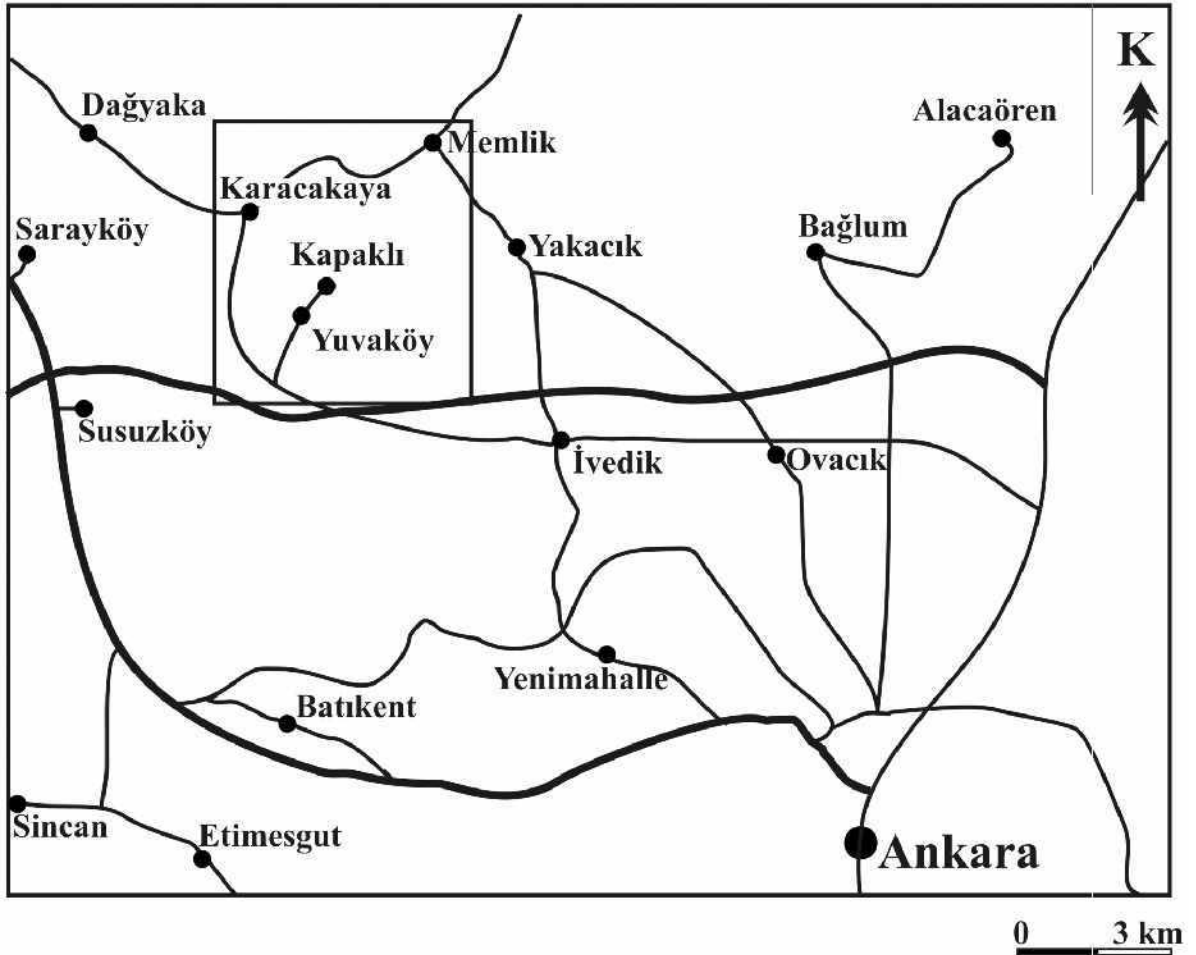 K
Dağyaka
Alacaören
Memlik
Karacakaya
Sarayköy
Bağlum
Yakacık
Kapaklı
Yuvaköy
Susuzköy
İvedik
Ovacık
Yenimahalle
Batıkent
Sincan
Etimesgut
Ankara
0 3 km